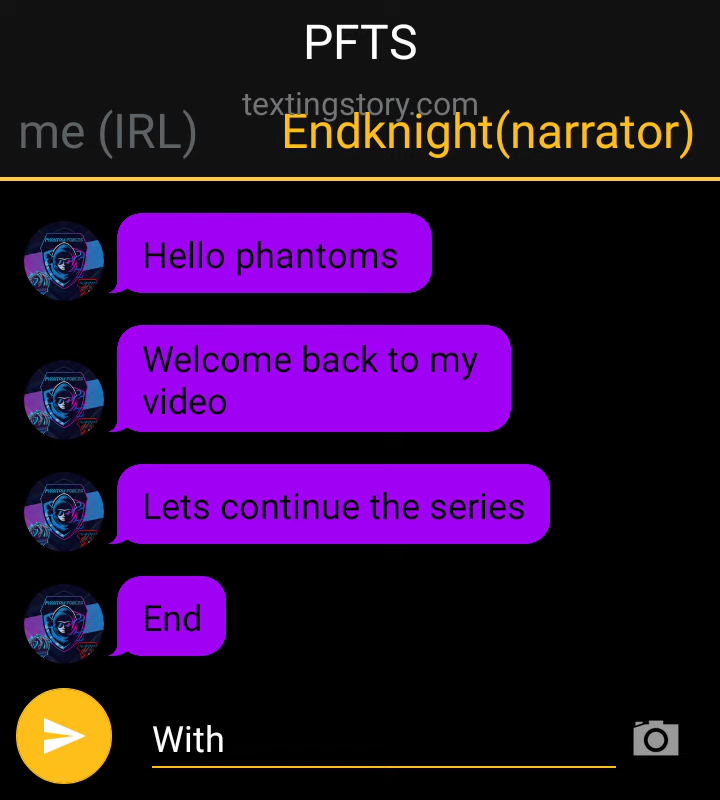 PFTS
textingstory.com
me (IRL) Endknight(narrator)
Hello phantoms
Welcome back to my
video
Lets continue the series
End
With